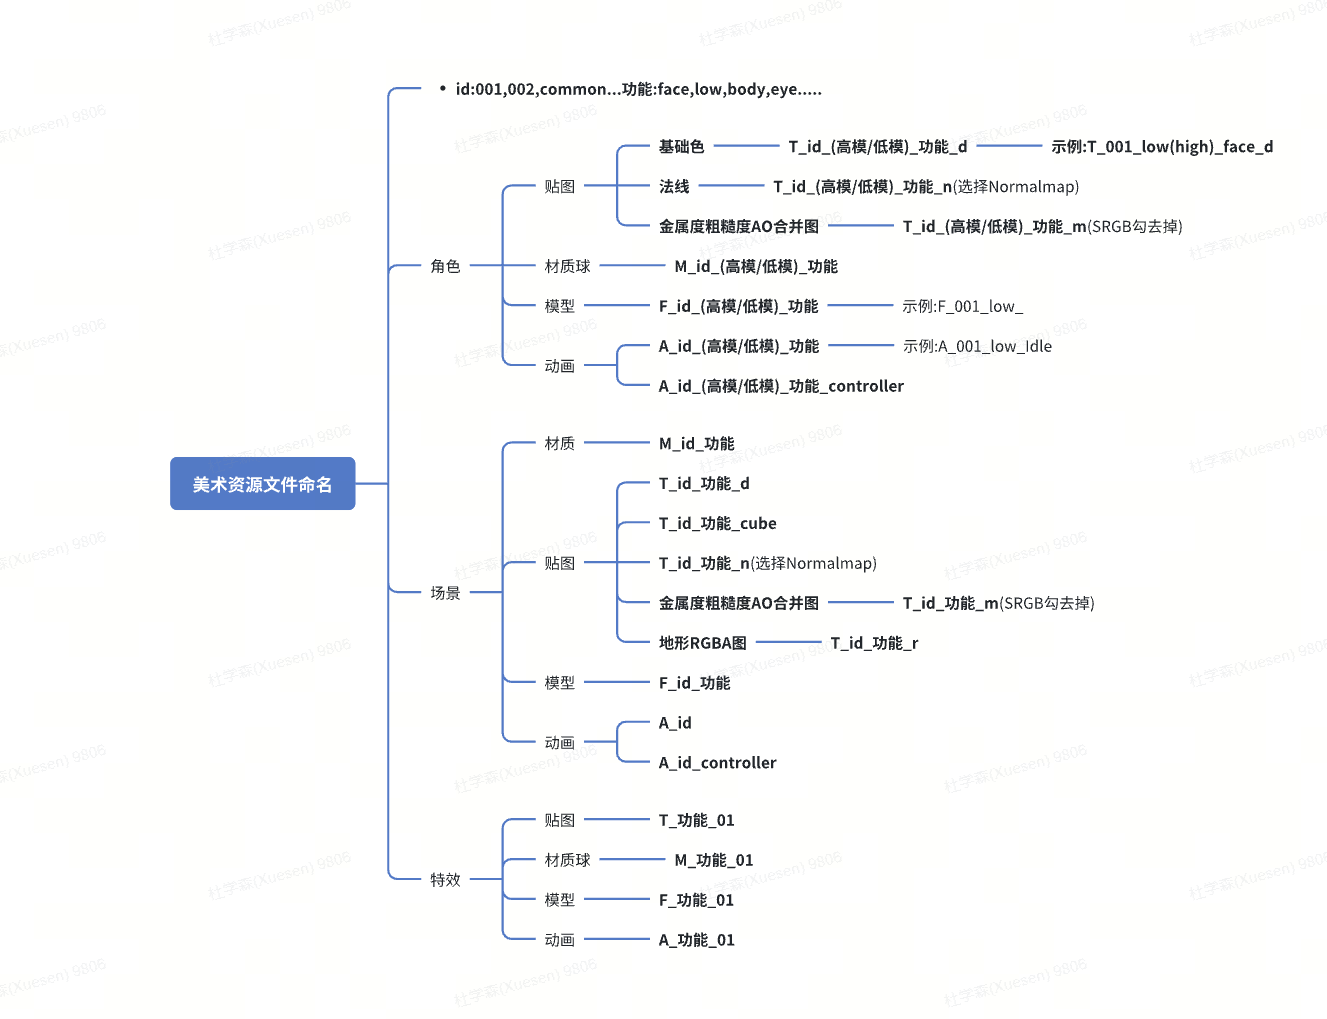 • id:001,002,common...功能:face,low,body,eye.....
基础色 T_id_(高模/低模)_功能_d 示例:T_001_low(high)_face_d
贴图 法线 T_id_(高模/低模)_功能_n(选择Normalmap)
金属度粗糙度AO合并图 T_id_(高模/低模)_功能_m(SRGB勾去掉)
角色 材质球 M_id_(高模/低模)_功能
模型 F_id_(高模/低模)_功能 示例:F_001_low_
A_id_(高模/低模)_功能 示例:A_001_low_Idle
动画
A_id_(高模/低模)_功能_controller
材质 M_id_功能
美术资源文件命名
T_id_功能_d
T_id_功能_cube
贴图 T_id_功能_n(选择Normalmap)
场景
金属度粗糙度AO合并图 T_id_功能_m(SRGB勾去掉)
地形RGBA图 T_id_功能_r
模型 F_id_功能
A_id
动画
A_id_controller
贴图 T_功能_01
材质球 M_功能_01
特效
模型 F_功能_01
动画 A_功能_01
杜学森(Xuesen) 9806